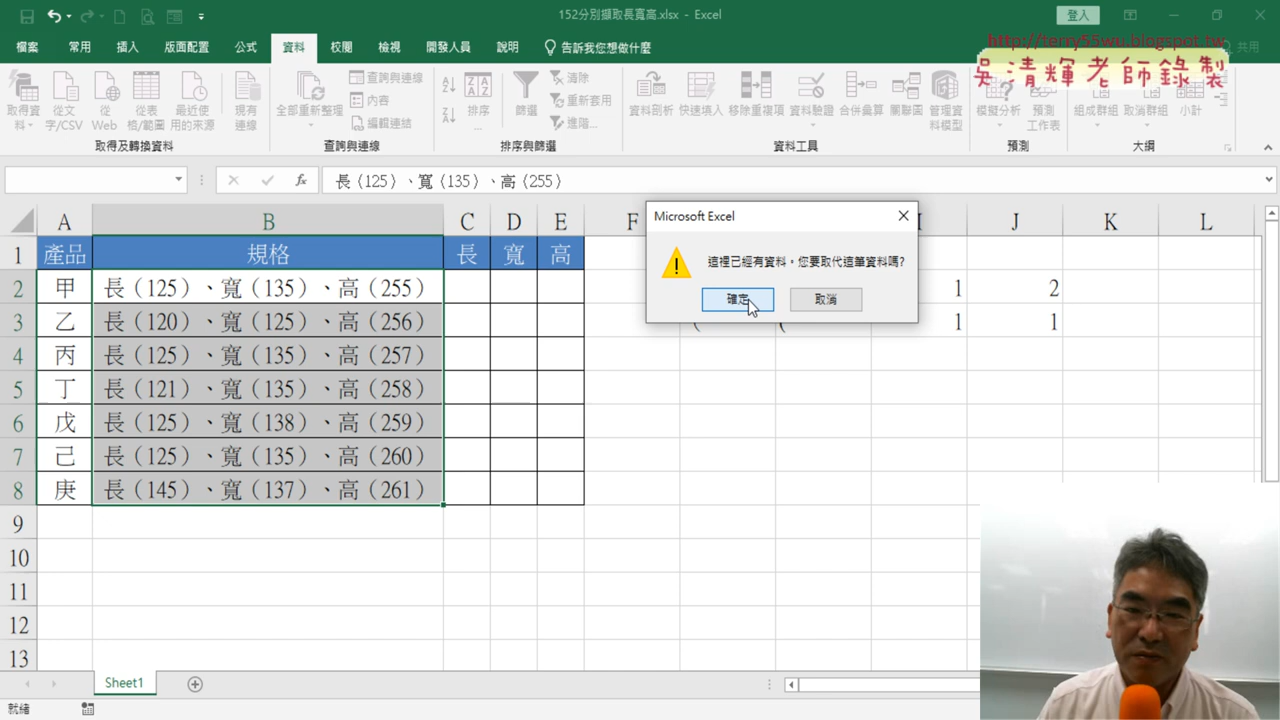 152分別擷取長寬高.xlsx - Excel
登入
檔案 常用 插入 版面配置 公式 資料 校閱 檢視 開發人員 說明 告訴我您想做什麼 共用
http://terry55wu.blogspot.tw
吳清輝老師錄製
取得資料 從文字/CSV 從 Web 從表格/範圍 最近使用的來源 現有連線
全部重新整理 查詢與連線 內容 編輯連結
排序... 篩選 清除 重新套用 進階...
資料剖析 快速填入 移除重複項 資料驗證 合併彙算 關聯圖 管理資料模型
模擬分析 預測工作表 組成群組 取消群組 小計
取得及轉換資料 查詢與連線 排序與篩選 資料工具 預測 大綱
fx 長（125）、寬（135）、高（255）
A B C D E F J K L
1 產品 規格 長 寬 高
2 甲 長（125）、寬（135）、高（255） 1 2
3 乙 長（120）、寬（125）、高（256） ( ( 1 1
4 丙 長（125）、寬（135）、高（257）
5 丁 長（121）、寬（135）、高（258）
6 戊 長（125）、寬（138）、高（259）
7 己 長（125）、寬（135）、高（260）
8 庚 長（145）、寬（137）、高（261）
9
10
11
12
13
Microsoft Excel
這裡已經有資料。您要取代這筆資料嗎?
確定 取消
Sheet1
就緒